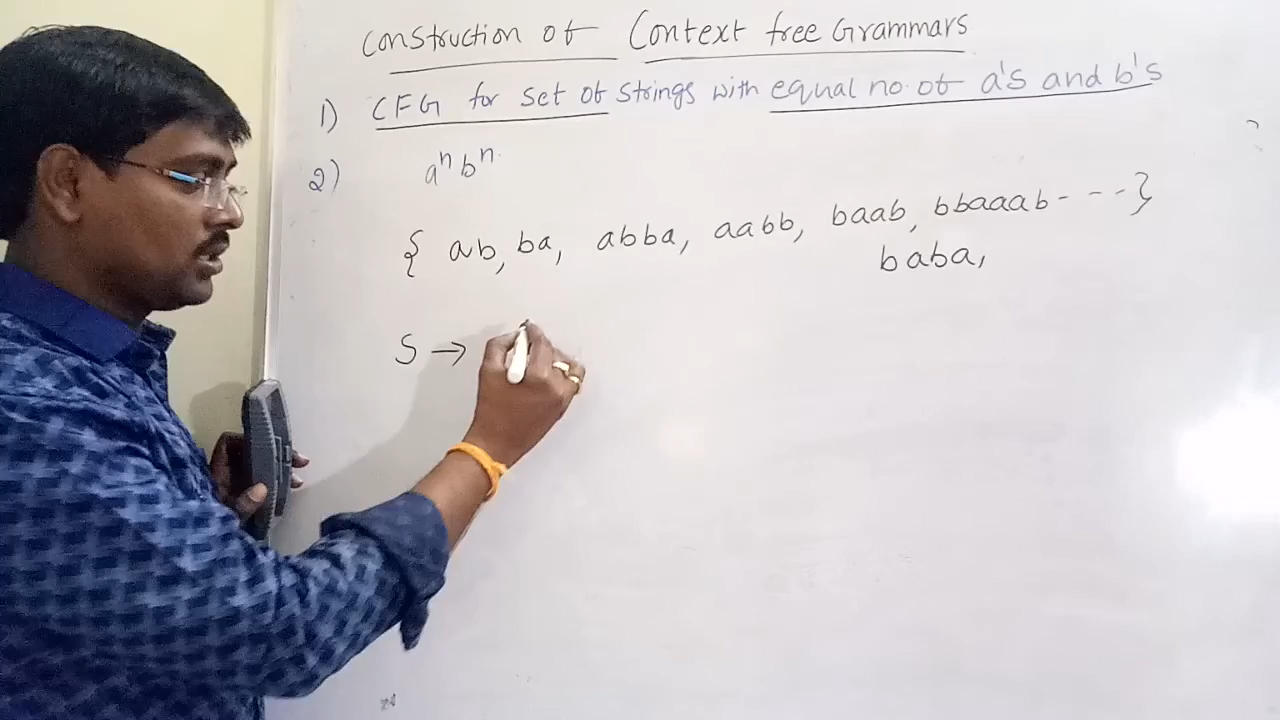 Construction of Context free Grammars
1) CFG for set of strings with equal no. of a's and b's
2) aⁿbⁿ
{ ab, ba, abba, aabb, baab, bbaaab - - - }
baba,
S →